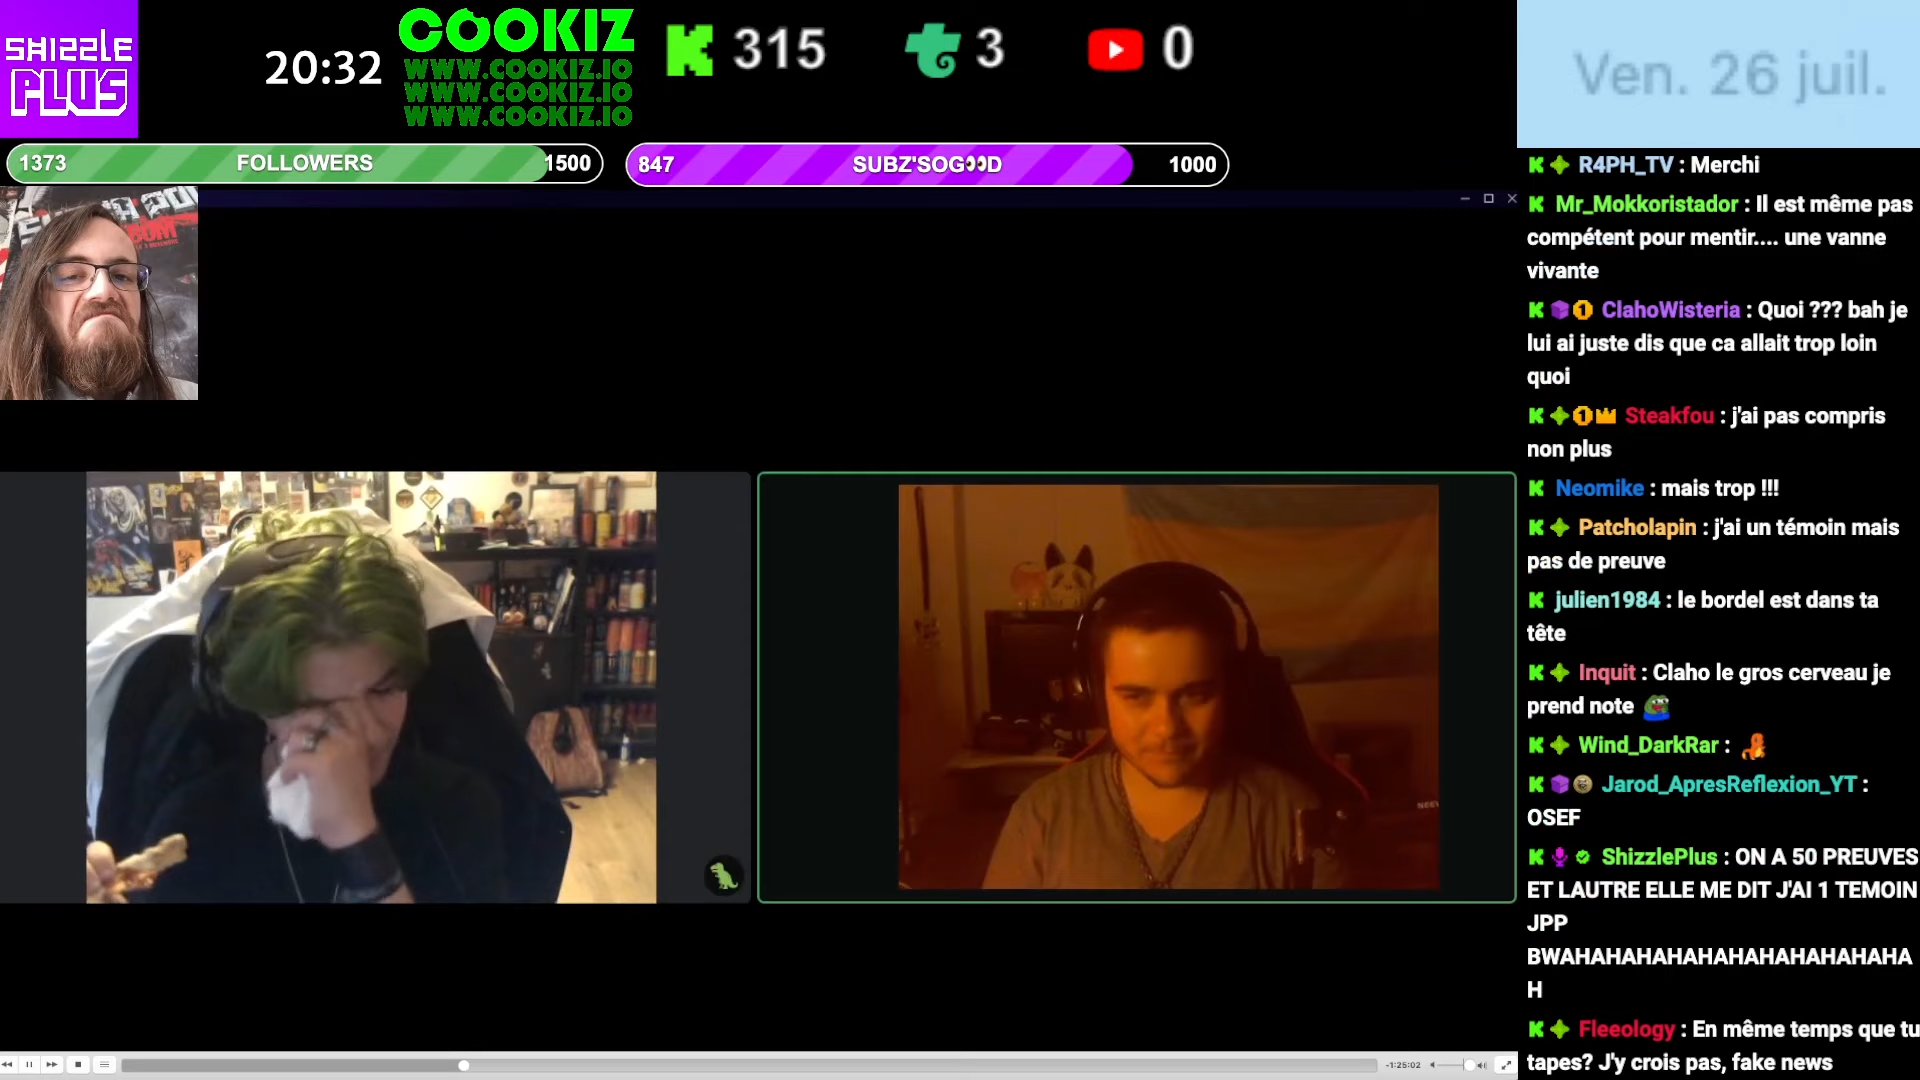 SHIZZLE
PLUS
20:32
COOKIZ
WWW.COOKIZ.IO
WWW.COOKIZ.IO
WWW.COOKIZ.IO
315
3
0
Ven. 26 juil.
1373 FOLLOWERS 1500
847 SUBZ'SOG👀D 1000
R4PH_TV : Merchi
Mr_Mokkoristador : Il est même pas
compétent pour mentir.... une vanne
vivante
ClahoWisteria : Quoi ??? bah je
lui ai juste dis que ca allait trop loin
quoi
Steakfou : j'ai pas compris
non plus
Neomike : mais trop !!!
Patcholapin : j'ai un témoin mais
pas de preuve
julien1984 : le bordel est dans ta
tête
Inquit : Claho le gros cerveau je
prend note
Wind_DarkRar :
Jarod_ApresReflexion_YT :
OSEF
ShizzlePlus : ON A 50 PREUVES
ET LAUTRE ELLE ME DIT J'AI 1 TEMOIN
JPP
BWAHAHAHAHAHAHAHAHAHAHA
H
Fleeology : En même temps que tu
tapes? J'y crois pas, fake news
-1:25:02